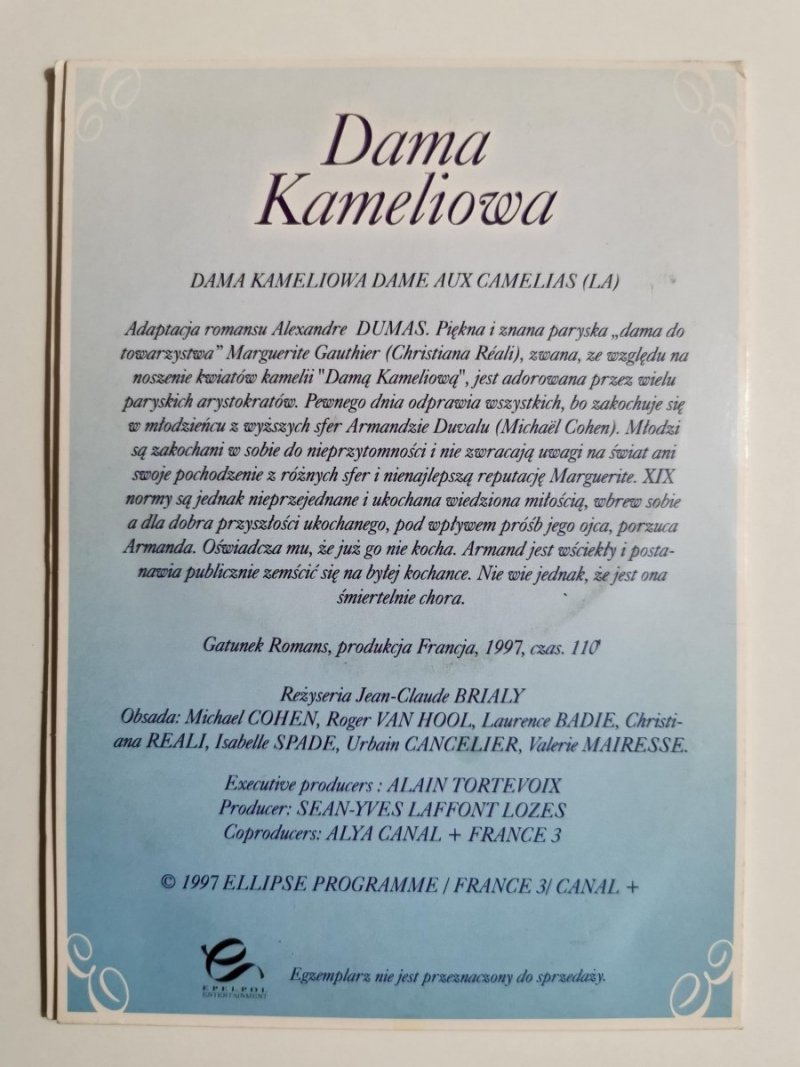 Dama
Kameliowa
DAMA KAMELIOWA DAME AUX CAMELIAS (LA)
Adaptacja romansu Alexandre DUMAS. Piękna i znana paryska „dama do
towarzystwa” Marguerite Gauthier (Christiana Réali), zwana, ze względu na
noszenie kwiatów kamelii "Damą Kameliową", jest adorowana przez wielu
paryskich arystokratów. Pewnego dnia odprawia wszystkich, bo zakochuje się
w młodzieńcu z wyższych sfer Armandzie Duvalu (Michaël Cohen). Młodzi
są zakochani w sobie do nieprzytomności i nie zwracają uwagi na świat ani
swoje pochodzenie z różnych sfer i nienajlepszą reputację Marguerite. XIX
normy są jednak nieprzejednane i ukochana wiedziona miłością, wbrew sobie
a dla dobra przyszłości ukochanego, pod wpływem próśb jego ojca, porzuca
Armanda. Oświadcza mu, że już go nie kocha. Armand jest wściekły i posta-
nawia publicznie zemścić się na byłej kochance. Nie wie jednak, że jest ona
śmiertelnie chora.
Gatunek Romans, produkcja Francja, 1997, czas. 110'
Reżyseria Jean-Claude BRIALY
Obsada: Michael COHEN, Roger VAN HOOL, Laurence BADIE, Christi-
ana REALI, Isabelle SPADE, Urbain CANCELIER, Valerie MAIRESSE.
Executive producers : ALAIN TORTEVOIX
Producer: SEAN-YVES LAFFONT LOZES
Coproducers: ALYA CANAL + FRANCE 3
© 1997 ELLIPSE PROGRAMME / FRANCE 3/ CANAL +
EPELPOL
ENTERTAINMENT
Egzemplarz nie jest przeznaczony do sprzedaży.